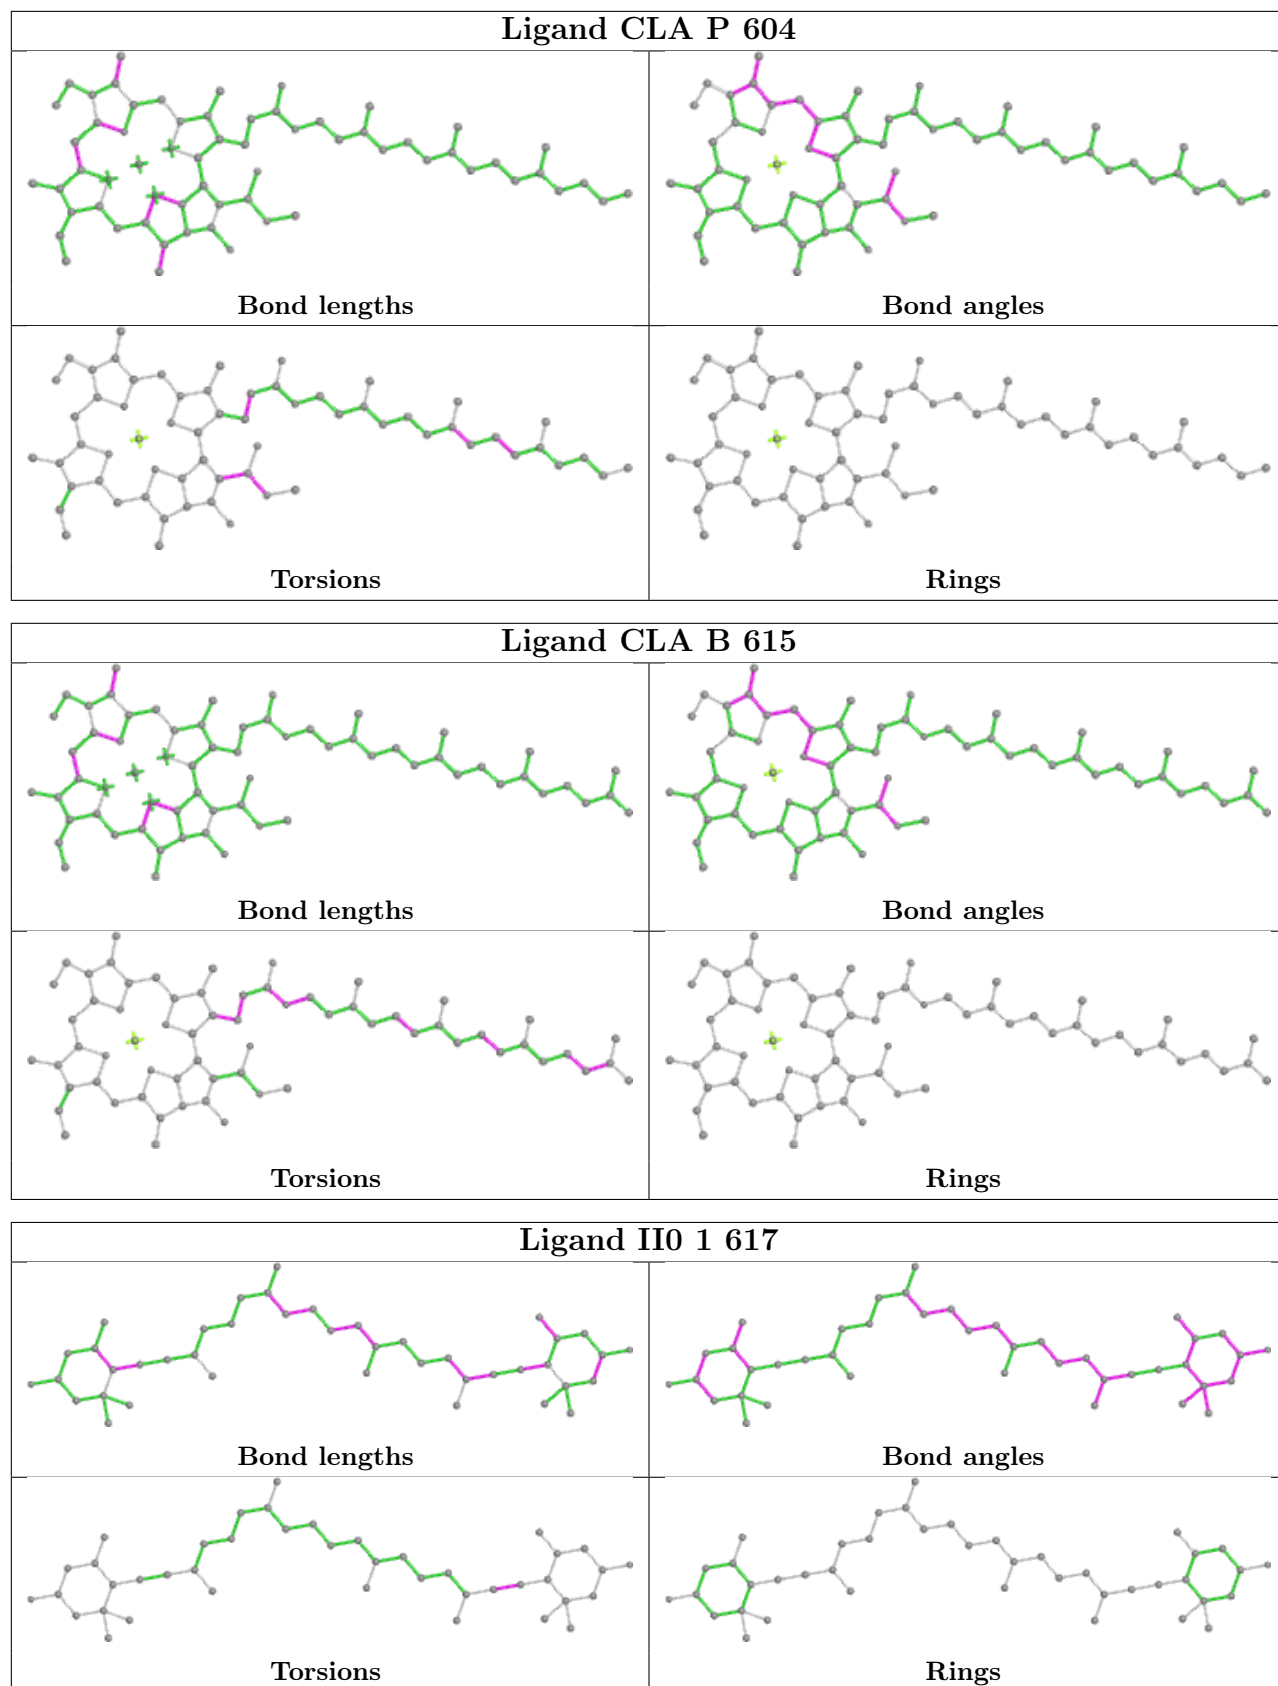 Ligand CLA P 604
Bond lengths
Bond angles
Torsions
Rings
Ligand CLA B 615
Bond lengths
Bond angles
Torsions
Rings
Ligand II0 1 617
Bond lengths
Bond angles
Torsions
Rings